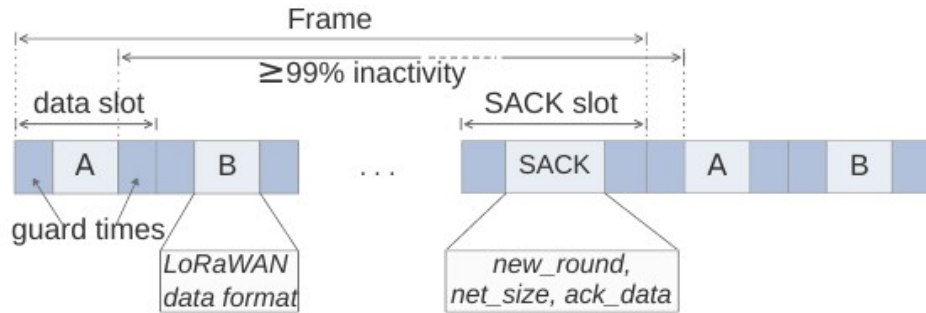 Frame
≥99% inactivity
data slot
SACK slot
A
B
. . .
SACK
A
B
guard times
LoRaWAN
data format
new_round,
net_size, ack_data